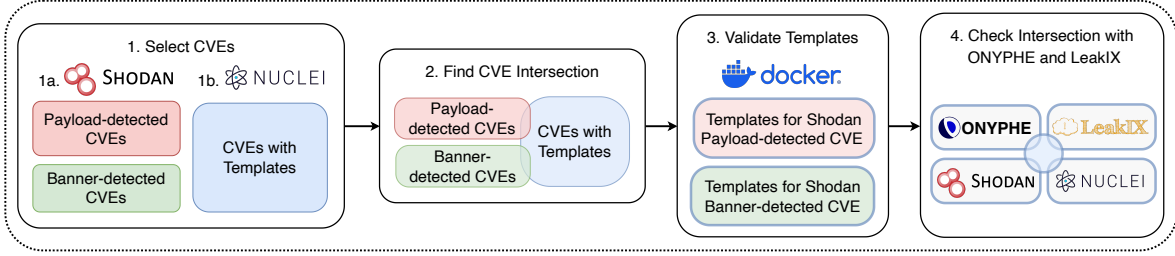 1. Select CVEs
1a. SHODAN
1b. NUCLEI
Payload-detected
CVEs
Banner-detected
CVEs
CVEs with
Templates
2. Find CVE Intersection
Payload-
detected CVEs
Banner-
detected CVEs
CVEs with
Templates
3. Validate Templates
docker
Templates for Shodan
Payload-detected CVE
Templates for Shodan
Banner-detected CVE
4. Check Intersection with
ONYPHE and LeakIX
ONYPHE
LeakIX
SHODAN
NUCLEI